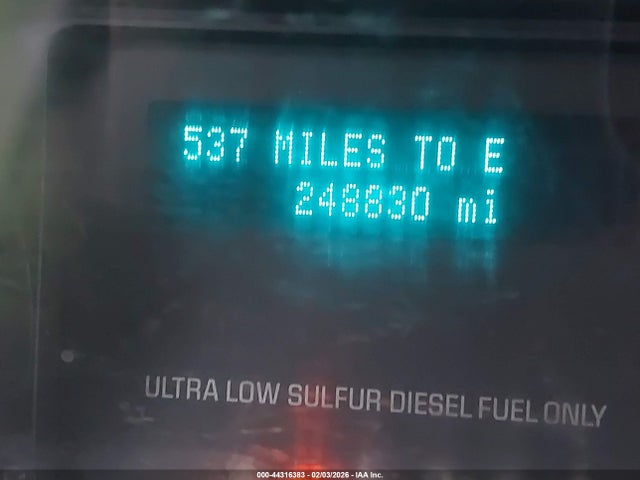 537 MILES TO E
248830 mi
ULTRA LOW SULFUR DIESEL FUEL ONLY
000-44316383 - 02/03/2026 - IAA Inc.